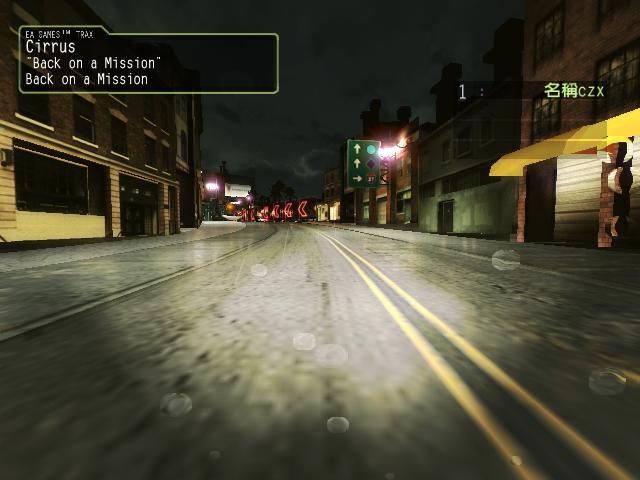 EA GAMES™ TRAX
Cirrus
"Back on a Mission"
Back on a Mission
1 : 名稱czx